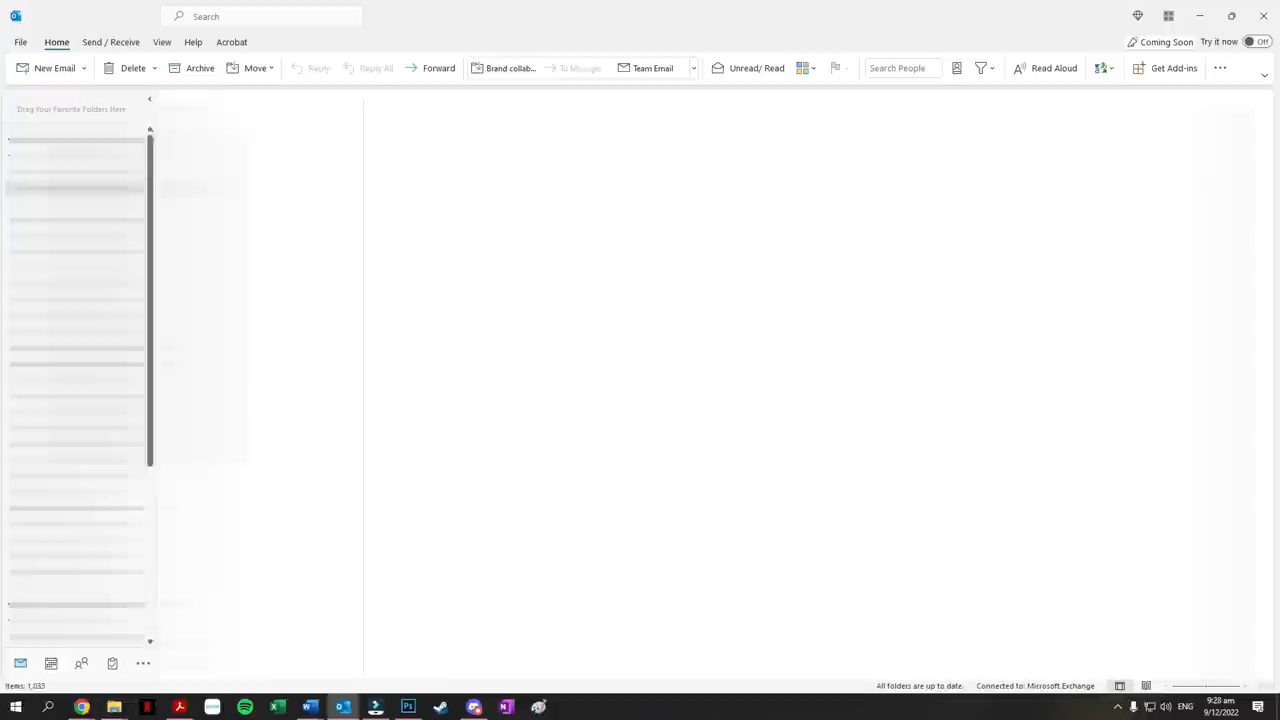 Search
File Home Send / Receive View Help Acrobat Coming Soon Try it now Off
New Email Delete Archive Move Reply Reply All Forward Brand collab... To Manager Team Email Unread/ Read Search People Read Aloud Get Add-ins ...
Drag Your Favorite Folders Here
Items: 1,033 All folders are up to date. Connected to: Microsoft Exchange
ENG 9:28 am
9/12/2022